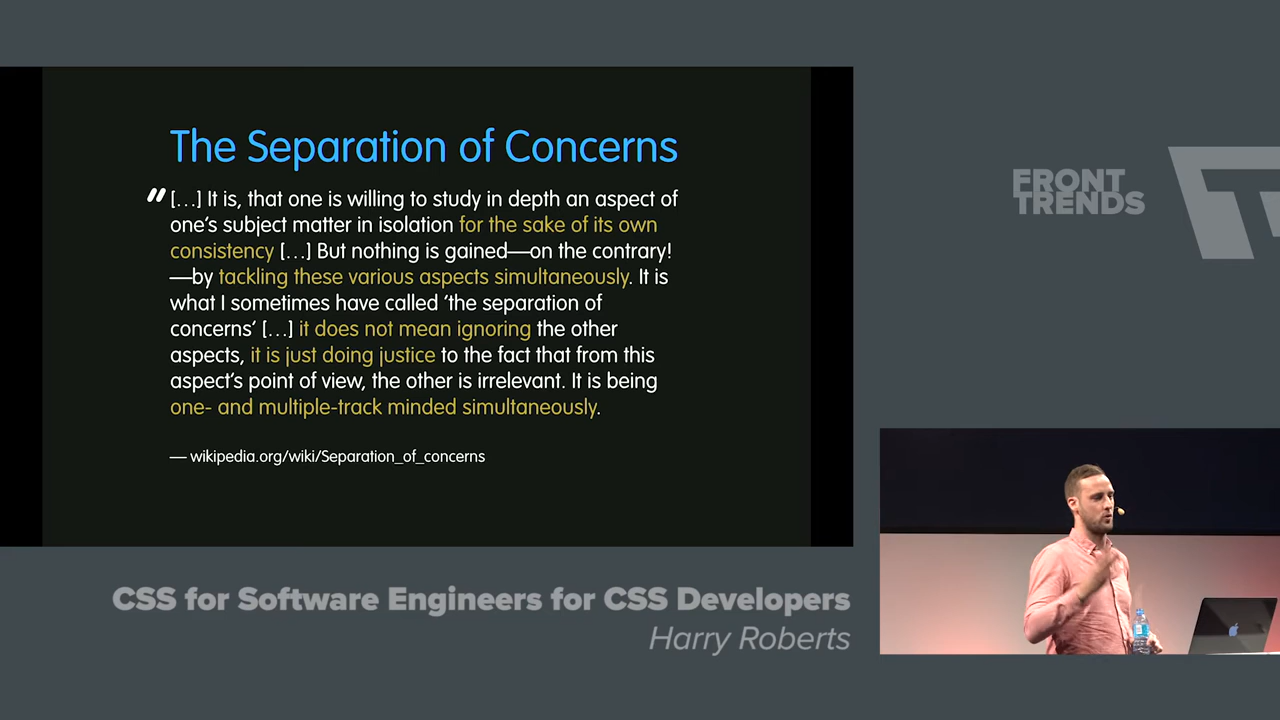 The Separation of Concerns
" […] It is, that one is willing to study in depth an aspect of
one's subject matter in isolation for the sake of its own
consistency […] But nothing is gained—on the contrary!
—by tackling these various aspects simultaneously. It is
what I sometimes have called ‘the separation of
concerns’ […] it does not mean ignoring the other
aspects, it is just doing justice to the fact that from this
aspect’s point of view, the other is irrelevant. It is being
one- and multiple-track minded simultaneously.
— wikipedia.org/wiki/Separation_of_concerns
FRONT
TRENDS
CSS for Software Engineers for CSS Developers
Harry Roberts